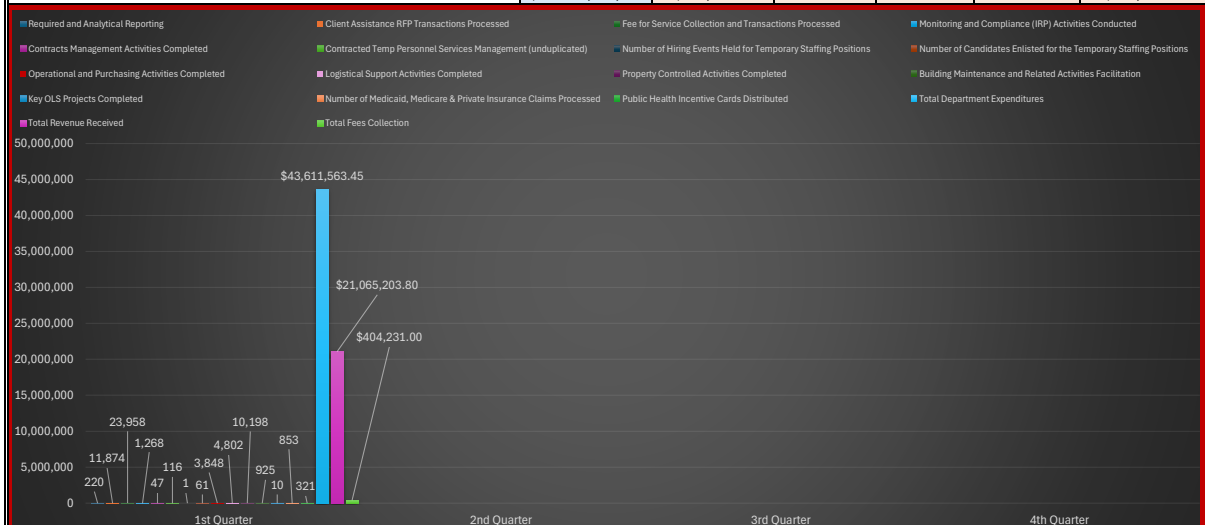 Required and Analytical Reporting
Client Assistance RFP Transactions Processed
Fee for Service Collection and Transactions Processed
Monitoring and Compliance (IRP) Activities Conducted
Contracts Management Activities Completed
Contracted Temp Personnel Services Management (unduplicated)
Number of Hiring Events Held for Temporary Staffing Positions
Number of Candidates Enlisted for the Temporary Staffing Positions
Operational and Purchasing Activities Completed
Logistical Support Activities Completed
Property Controlled Activities Completed
Building Maintenance and Related Activities Facilitation
Key OLS Projects Completed
Number of Medicaid, Medicare & Private Insurance Claims Processed
Public Health Incentive Cards Distributed
Total Department Expenditures
Total Revenue Received
Total Fees Collection
50,000,000
45,000,000
40,000,000
35,000,000
30,000,000
25,000,000
20,000,000
15,000,000
10,000,000
5,000,000
0
220
11,874
23,958
1,268
47
116
1
61
3,848
4,802
10,198
925
10
853
321
$43,611,563.45
$21,065,203.80
$404,231.00
1st Quarter
2nd Quarter
3rd Quarter
4th Quarter